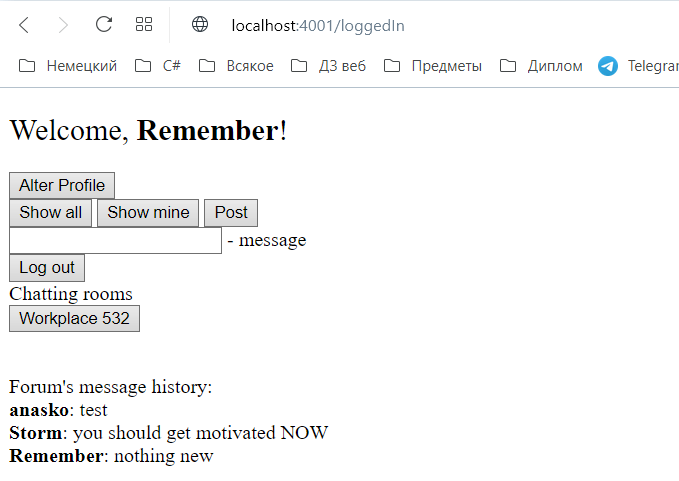 localhost:4001/loggedIn
Немецкий C# Всякое ДЗ веб Предметы Диплом Telegra
Welcome, Remember!
Alter Profile
Show all Show mine Post
- message
Log out
Chatting rooms
Workplace 532
Forum's message history:
anasko: test
Storm: you should get motivated NOW
Remember: nothing new